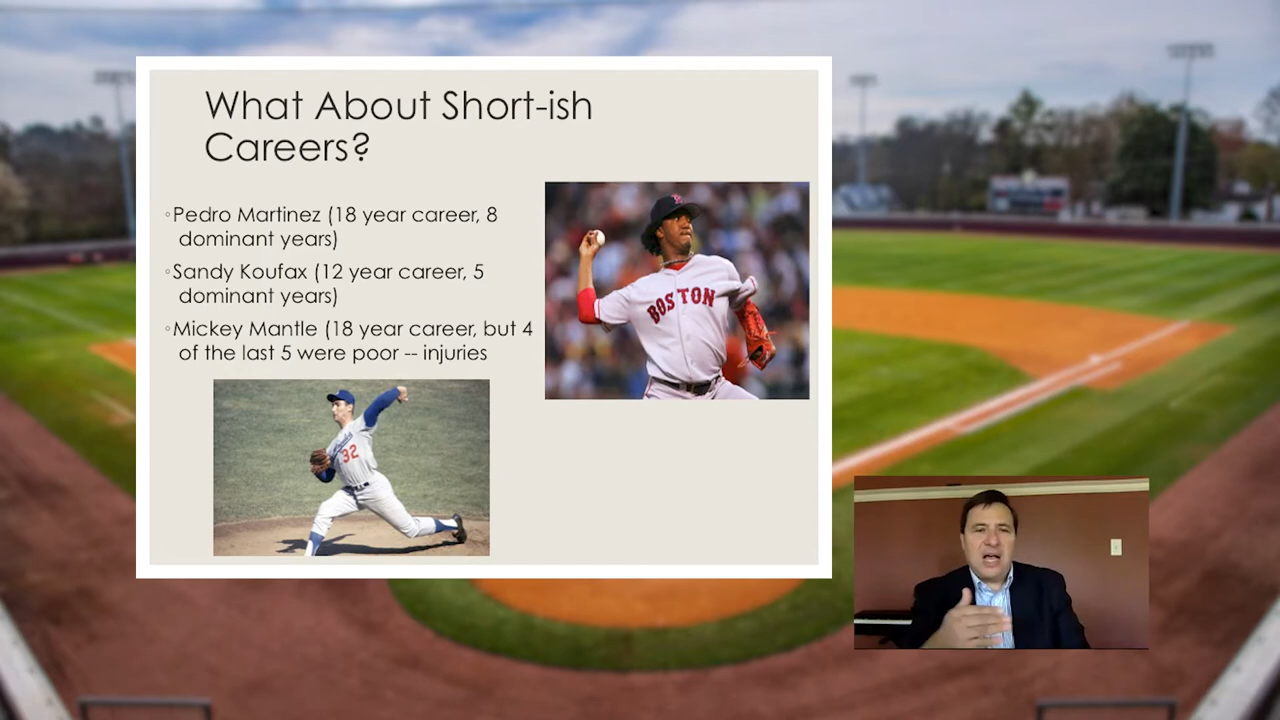 What About Short-ish
Careers?
◦Pedro Martinez (18 year career, 8
dominant years)
◦Sandy Koufax (12 year career, 5
dominant years)
◦Mickey Mantle (18 year career, but 4
of the last 5 were poor -- injuries
BOSTON
32